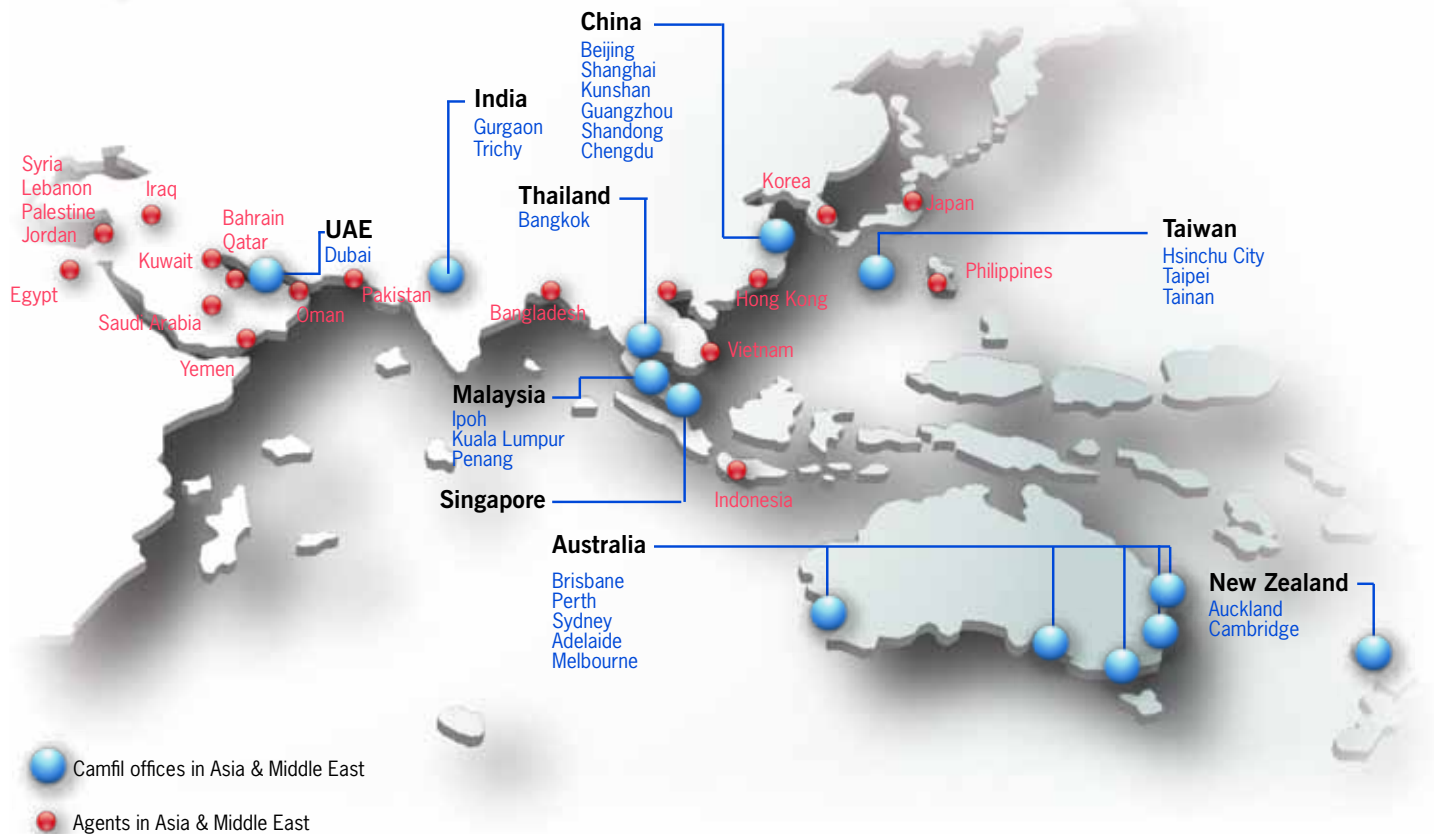 China
Beijing
Shanghai
Kunshan
Guangzhou
Shandong
Chengdu
India
Gurgaon
Trichy
Syria
Lebanon
Palestine
Jordan
Iraq
Bahrain
Qatar
UAE
Dubai
Kuwait
Egypt
Saudi Arabia
Oman
Yemen
Pakistan
Bangladesh
Thailand
Bangkok
Korea
Japan
Hong Kong
Vietnam
Taiwan
Hsinchu City
Taipei
Tainan
Philippines
Malaysia
Ipoh
Kuala Lumpur
Penang
Singapore
Indonesia
Australia
Brisbane
Perth
Sydney
Adelaide
Melbourne
New Zealand
Auckland
Cambridge
Camfil offices in Asia & Middle East
Agents in Asia & Middle East